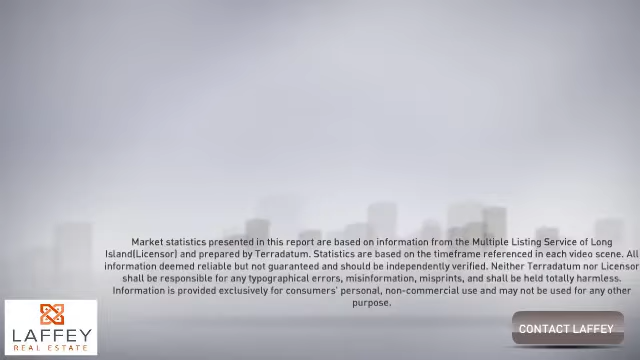 Market statistics presented in this report are based on information from the Multiple Listing Service of Long
Island(Licensor) and prepared by Terradatum. Statistics are based on the timeframe referenced in each video scene. All
information deemed reliable but not guaranteed and should be independently verified. Neither Terradatum nor Licensor
shall be responsible for any typographical errors, misinformation, misprints, and shall be held totally harmless.
Information is provided exclusively for consumers' personal, non-commercial use and may not be used for any other
purpose.
LAFFEY
REAL ESTATE
CONTACT LAFFEY